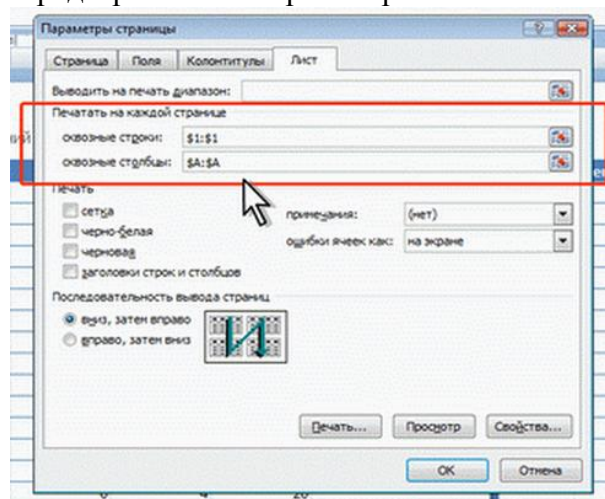 Параметры страницы
Страница Поля Колонтитулы Лист
Выводить на печать диапазон:
Печатать на каждой странице
сквозные строки: $1:$1
сквозные столбцы: $A:$A
Печать
сетка примечания: (нет)
черно-белая ошибки ячеек как: на экране
черновая
заголовки строк и столбцов
Последовательность вывода страниц
вниз, затем вправо
вправо, затем вниз
Печать... Просмотр Свойства...
ОК Отмена